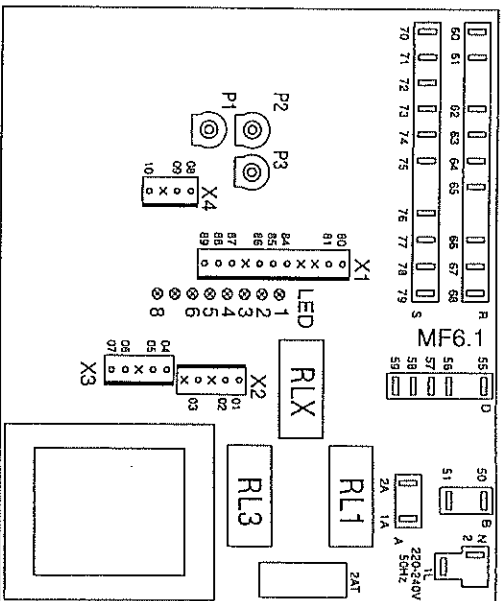 60 61 62 63 64 65 66 67 68 R
70 71 72 73 74 75 76 77 78 79 S
MF6.1
P1
P2
P3
10 09 08
X4
89 88 87 86 85 84 81 80
X1
LED
1 2 3 4 5 6 8
59 58 57 56 55
D
51 50
B
2A 1A
A
N
2
1L
220-240V
50Hz
07 06 05 04
X3
03 02 01
X2
RLX
RL3
RL1
2AT